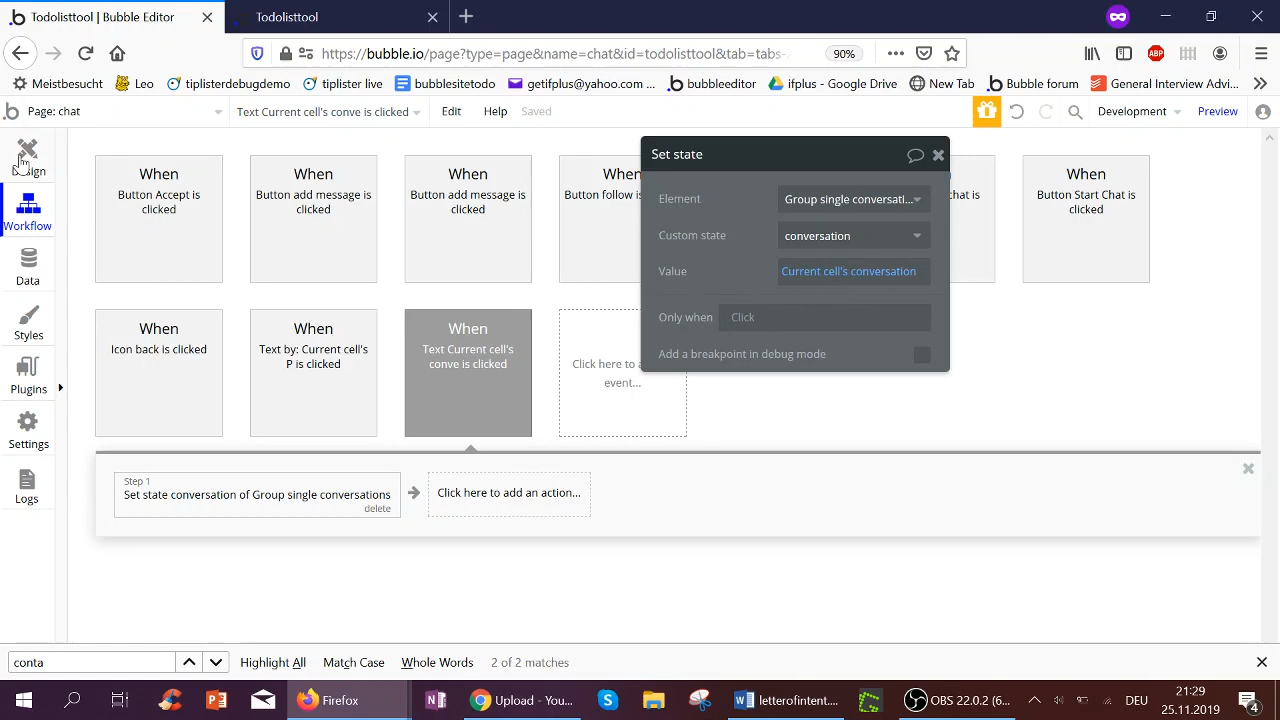 Todolisttool | Bubble Editor
Todolisttool
https://bubble.io/page?type=page&name=chat&id=todolisttool&tab=tabs-
90%
Meistbesucht
Leo
tiplisterdebugdemo
tiplister live
bubblesitetodo
getifplus@yahoo.com ...
bubbleeditor
ifplus - Google Drive
New Tab
Bubble forum
General Interview Advi...
Page: chat
Text Current cell's conve is clicked
Edit
Help
Saved
Development
Preview
Workflow
Data
Styles
Plugins
Settings
Logs
When
Button Accept is
clicked
When
Button add message is
clicked
When
Button add message is
clicked
When
Button follow is
clicked
chat is
When
Button Start Chat is
clicked
When
Icon back is clicked
When
Text by: Current cell's
P is clicked
When
Text Current cell's
conve is clicked
Click here to a
event...
Set state
Element
Group single conversati...
Custom state
conversation
Value
Current cell's conversation
Only when
Click
Add a breakpoint in debug mode
Step 1
Set state conversation of Group single conversations
delete
Click here to add an action...
conta
Highlight All
Match Case
Whole Words
2 of 2 matches
Firefox
Upload - You...
letterofintent....
OBS 22.0.2 (6...
DEU
21:29
25.11.2019
4